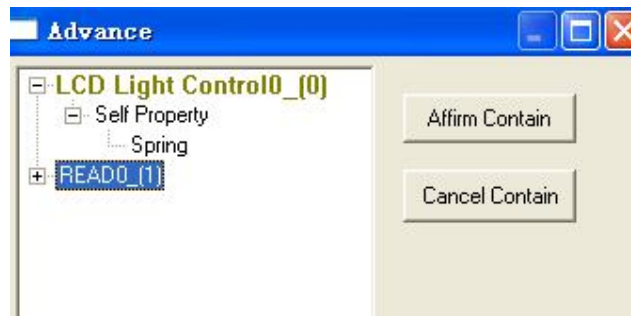 Advance
LCD Light Control0_(0)
Self Property
Spring
READ0_(1)
Affirm Contain
Cancel Contain